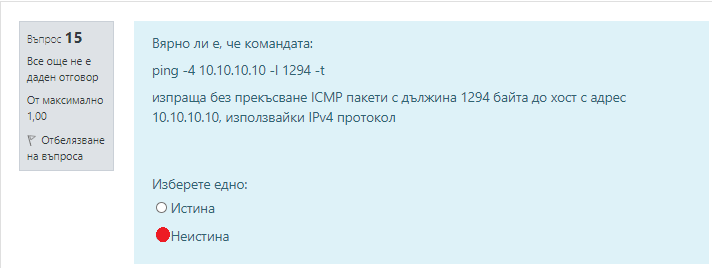 Въпрос 15
Все още не е
даден отговор
От максимално
1,00
Отбелязване
на въпроса
Вярно ли е, че командата:
ping -4 10.10.10.10 -l 1294 -t
изпраща без прекъсване ICMP пакети с дължина 1294 байта до хост с адрес
10.10.10.10, използвайки IPv4 протокол
Изберете едно:
Истина
Неистина